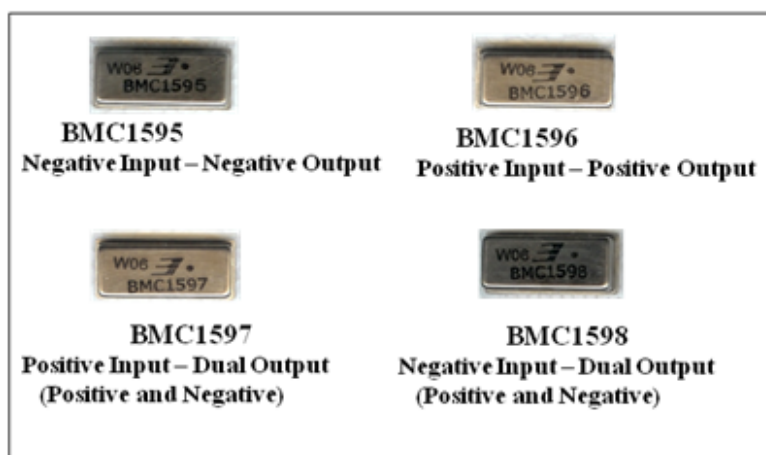 W06
BMC1595
BMC1595
Negative Input – Negative Output
W06
BMC1596
BMC1596
Positive Input – Positive Output
W06
BMC1597
BMC1597
Positive Input – Dual Output
(Positive and Negative)
W06
BMC1598
BMC1598
Negative Input – Dual Output
(Positive and Negative)